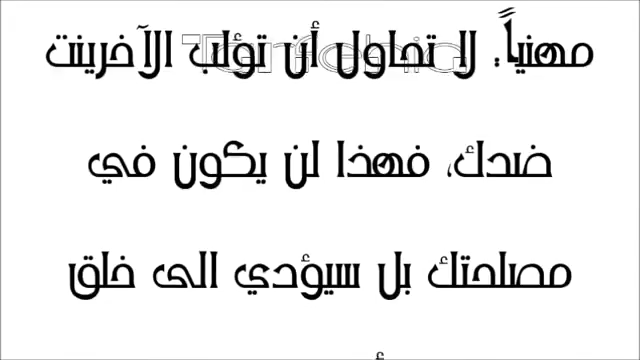 مهنياً. لا تحاول أن تؤلب الآخرين
ضدك، فهذا لن يكون في
مصلحتك بل سيؤدي الى خلق